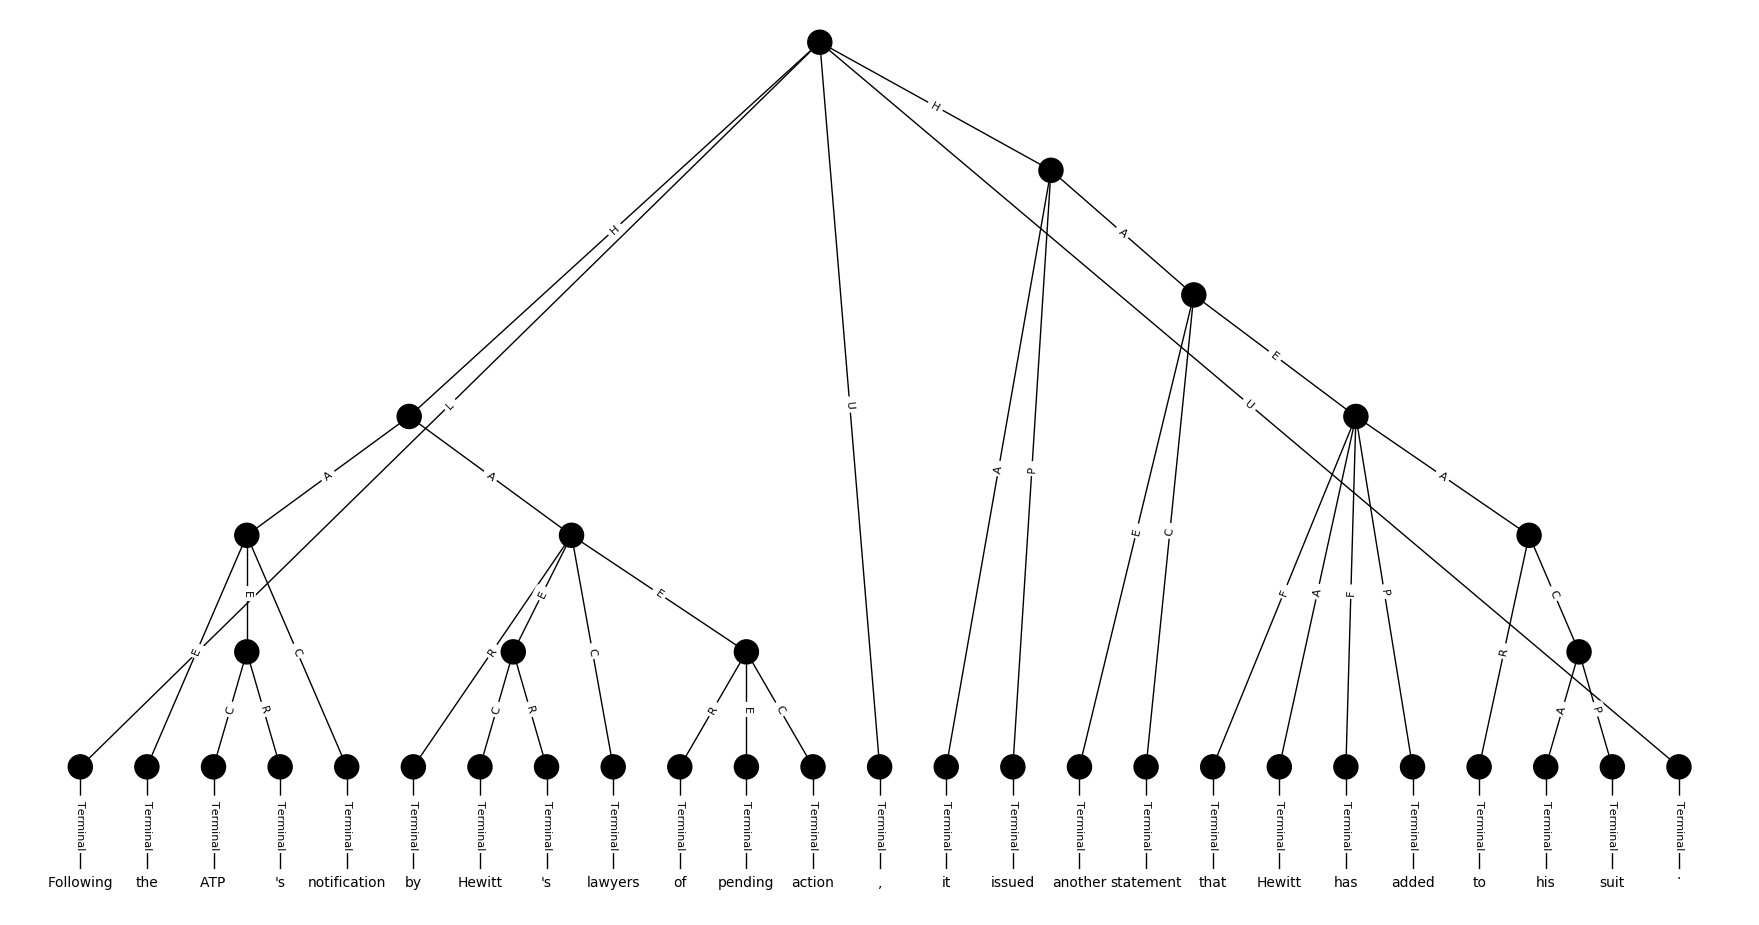 H
H
A
H
E
L
U
U
A
A
A
P
A
E
C
E
E
F
A
F
P
C
E
R
C
C
R
C
R
C
R
R
E
C
A
P
Terminal Terminal Terminal Terminal Terminal Terminal Terminal Terminal Terminal Terminal Terminal Terminal Terminal Terminal Terminal Terminal Terminal Terminal Terminal Terminal Terminal Terminal Terminal Terminal Terminal
Following the ATP 's notification by Hewitt 's lawyers of pending action , it issued another statement that Hewitt has added to his suit .